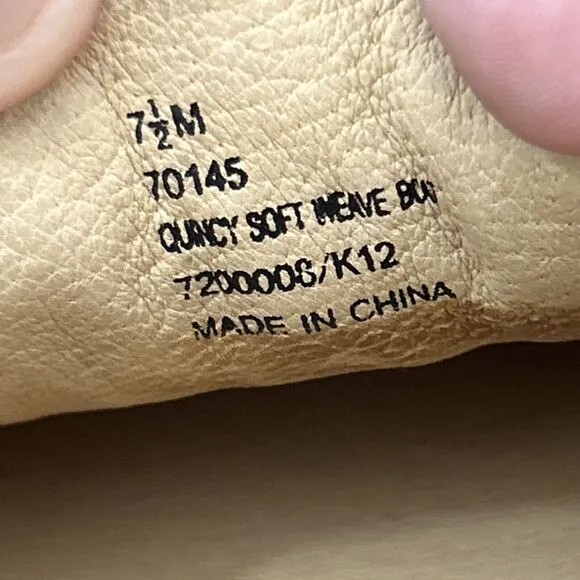 7½M
70145
QUINCY SOFT WEAVE
7200008/K12
MADE IN CHINA